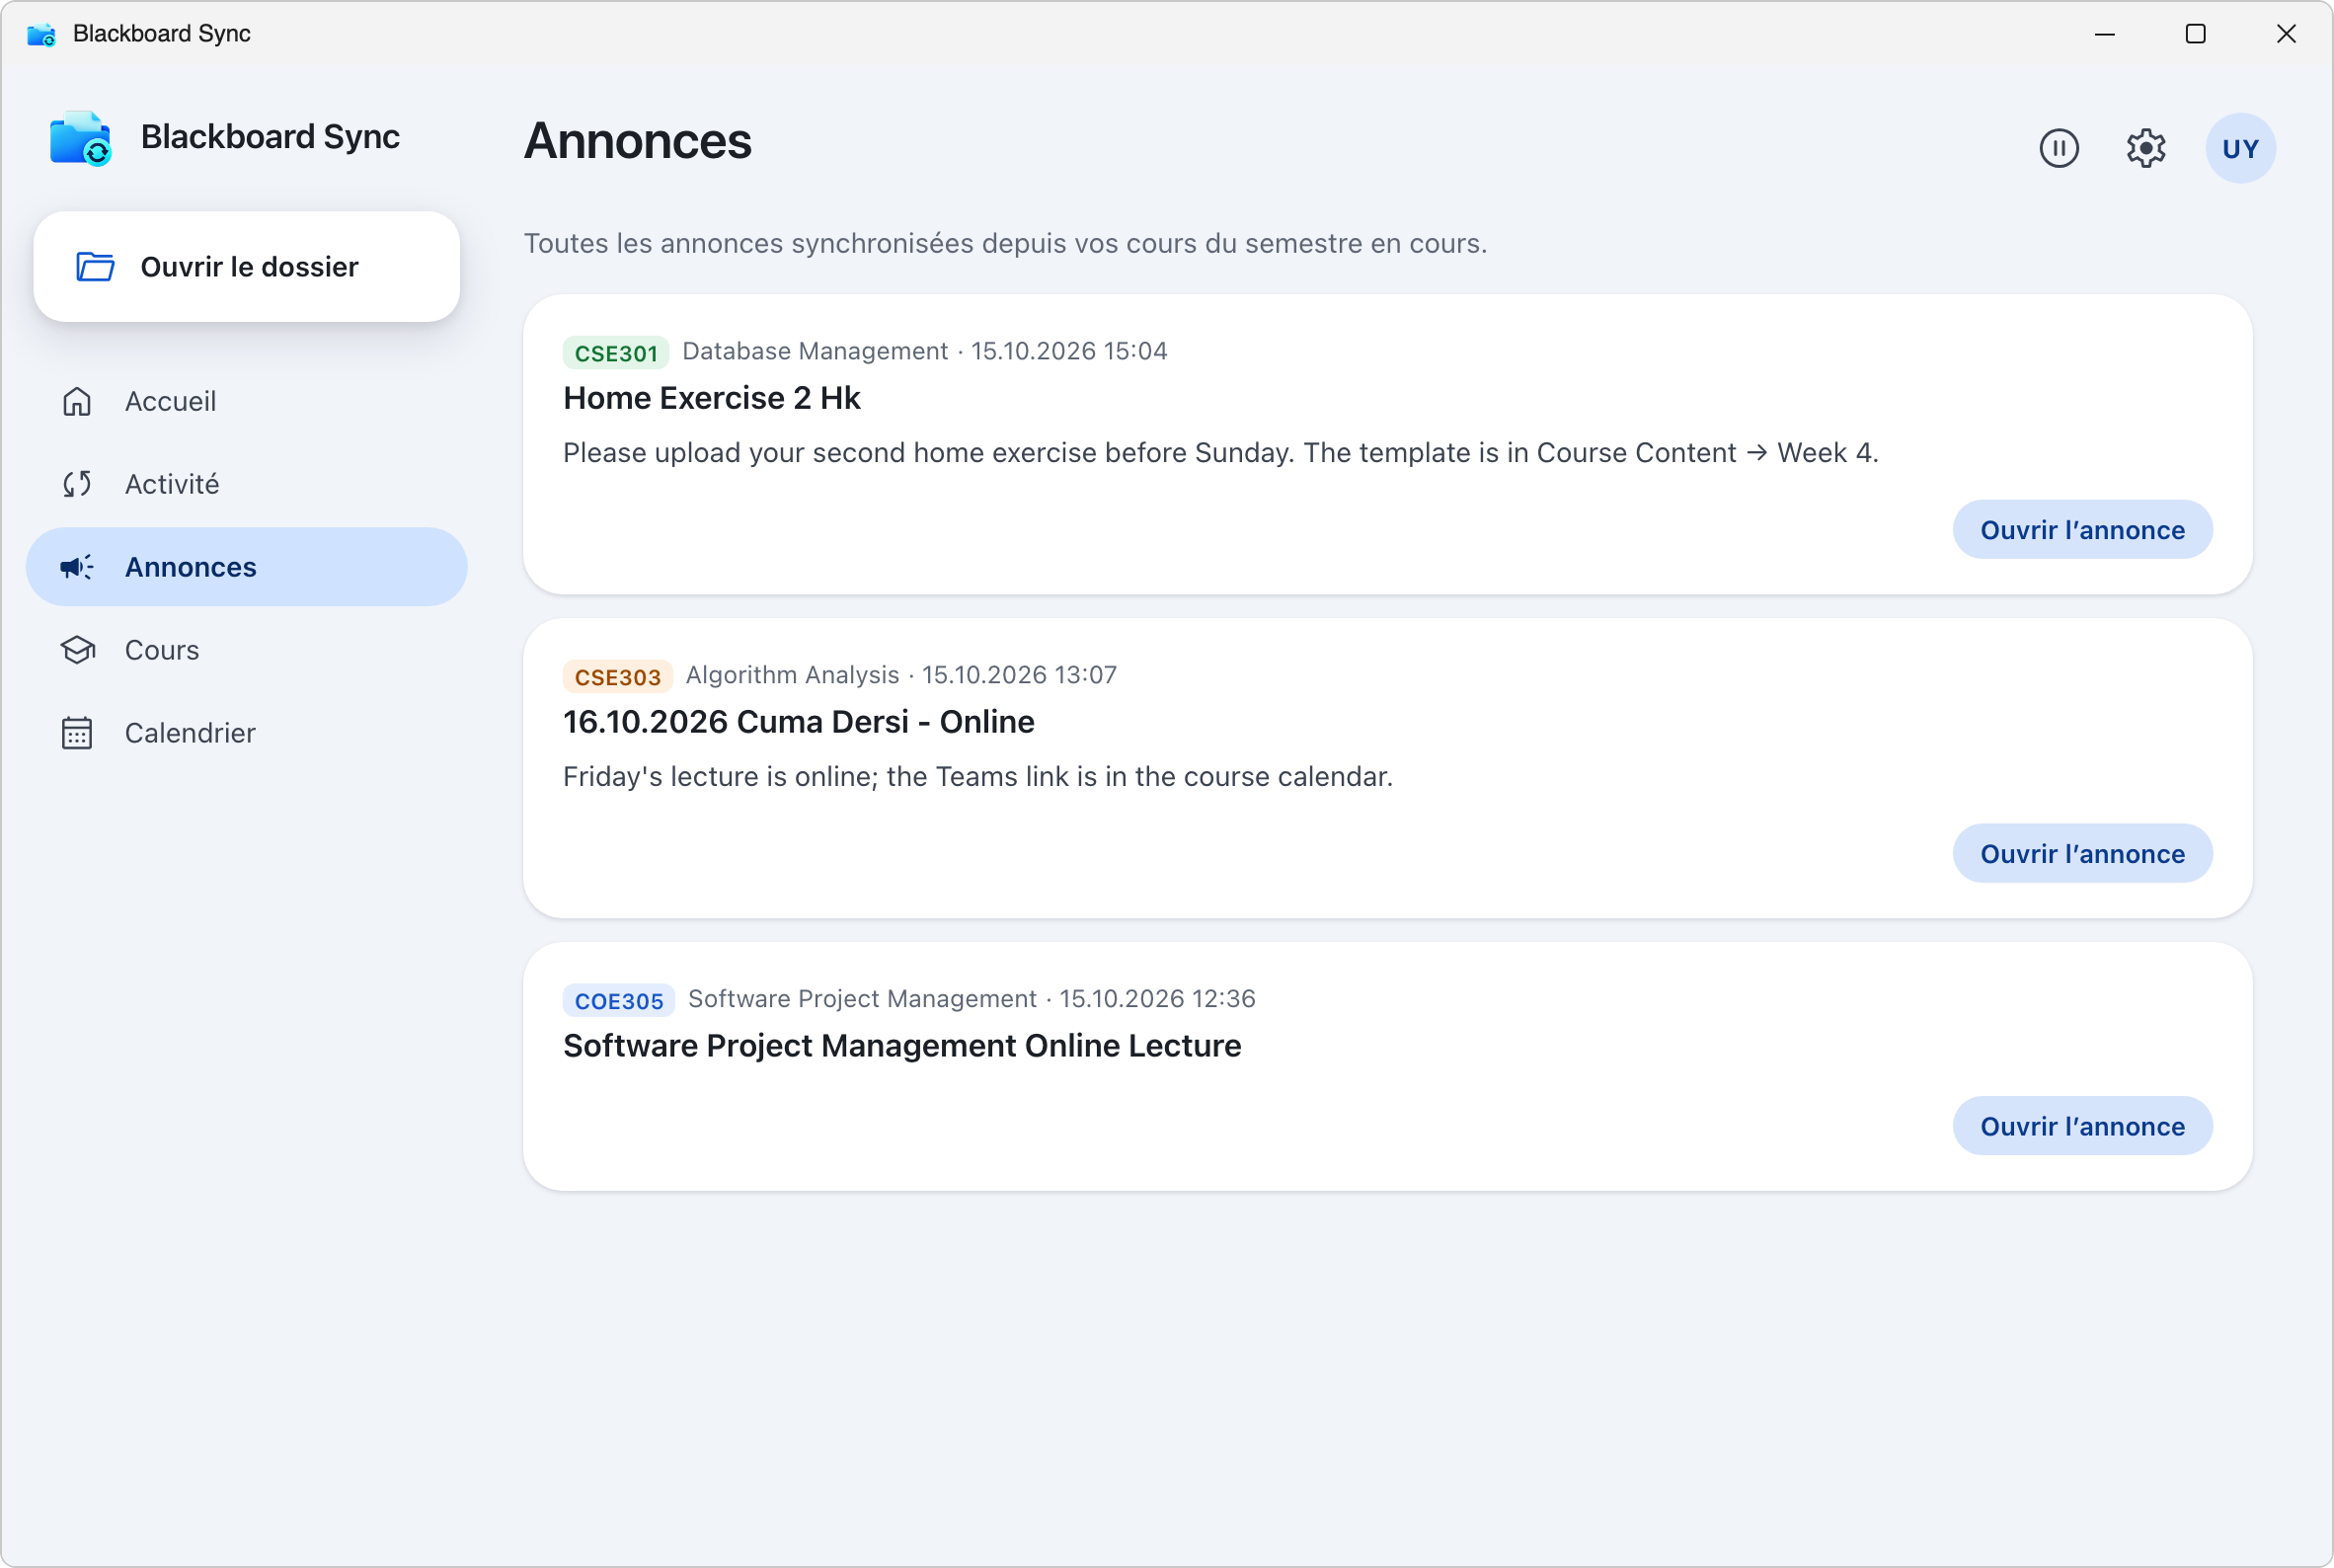 Blackboard Sync
Blackboard Sync
Ouvrir le dossier
Accueil
Activité
Annonces
Cours
Calendrier
Annonces
UY
Toutes les annonces synchronisées depuis vos cours du semestre en cours.
CSE301 Database Management · 15.10.2026 15:04
Home Exercise 2 Hk
Please upload your second home exercise before Sunday. The template is in Course Content → Week 4.
Ouvrir l’annonce
CSE303 Algorithm Analysis · 15.10.2026 13:07
16.10.2026 Cuma Dersi - Online
Friday's lecture is online; the Teams link is in the course calendar.
Ouvrir l’annonce
COE305 Software Project Management · 15.10.2026 12:36
Software Project Management Online Lecture
Ouvrir l’annonce